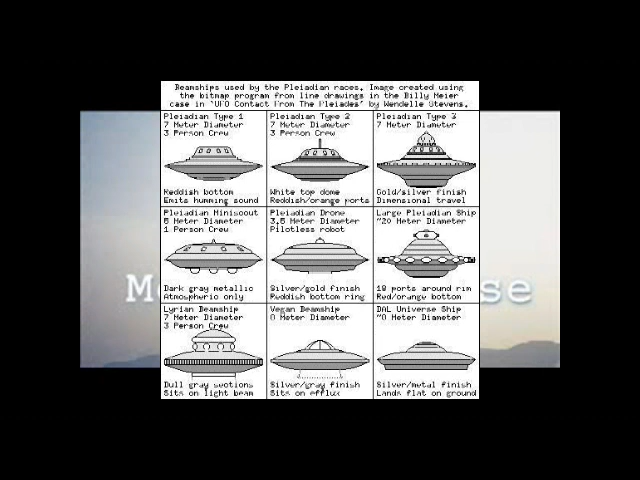 Beamships used by the Pleiadian races. Image created using
the bitmap program from line drawings in the Billy Meier
case in 'UFO Contact From The Pleiades' by Wendelle Stevens.
Pleiadian Type 1
7 Meter Diameter
3 Person Crew
Reddish bottom
Emits humming sound
Pleiadian Type 2
7 Meter Diameter
3 Person Crew
White top dome
Reddish/orange ports
Pleiadian Type 3
7 Meter Diameter
Gold/silver finish
Dimensional travel
Pleiadian Miniscout
5 Meter Diameter
1 Person Crew
Dark gray metallic
Atmospheric only
Pleiadian Drone
3.5 Meter Diameter
Pilotless robot
Silver/gold finish
Reddish bottom ring
Large Pleiadian Ship
~20 Meter Diameter
18 ports around rim
Red/orange bottom
Lyrian Beamship
7 Meter Diameter
3 Person Crew
Dull gray sections
Sits on light beam
Vegan Beamship
Meter Diameter
Silver/gray finish
Sits on efflux
DAL Universe Ship
Meter Diameter
Silver/metal finish
Lands flat on ground